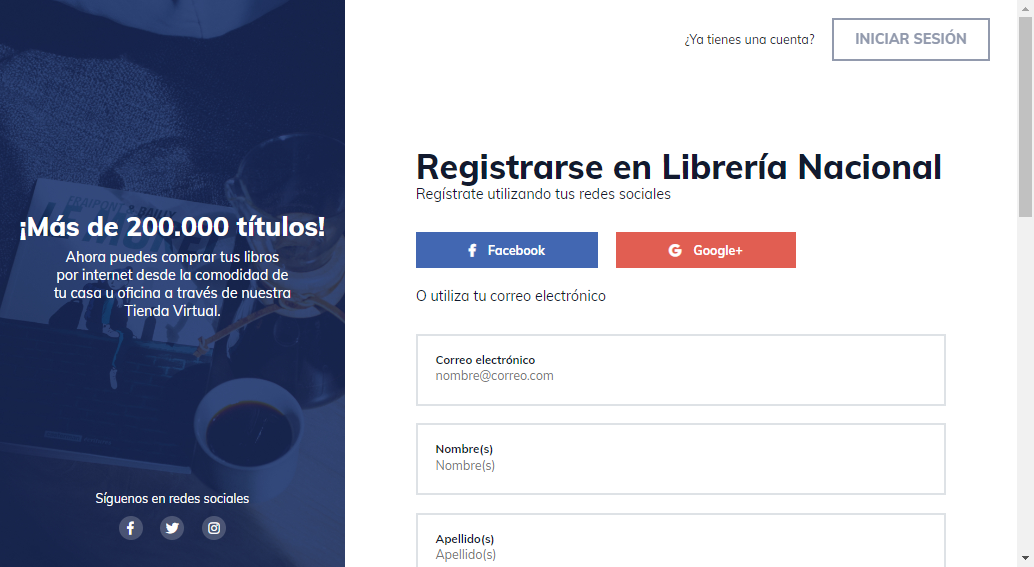 ¿Ya tienes una cuenta?
INICIAR SESIÓN
¡Más de 200.000 títulos!
Ahora puedes comprar tus libros
por internet desde la comodidad de
tu casa u oficina a través de nuestra
Tienda Virtual.
Síguenos en redes sociales
Registrarse en Librería Nacional
Regístrate utilizando tus redes sociales
Facebook
Google+
O utiliza tu correo electrónico
Correo electrónico
nombre@correo.com
Nombre(s)
Nombre(s)
Apellido(s)
Apellido(s)